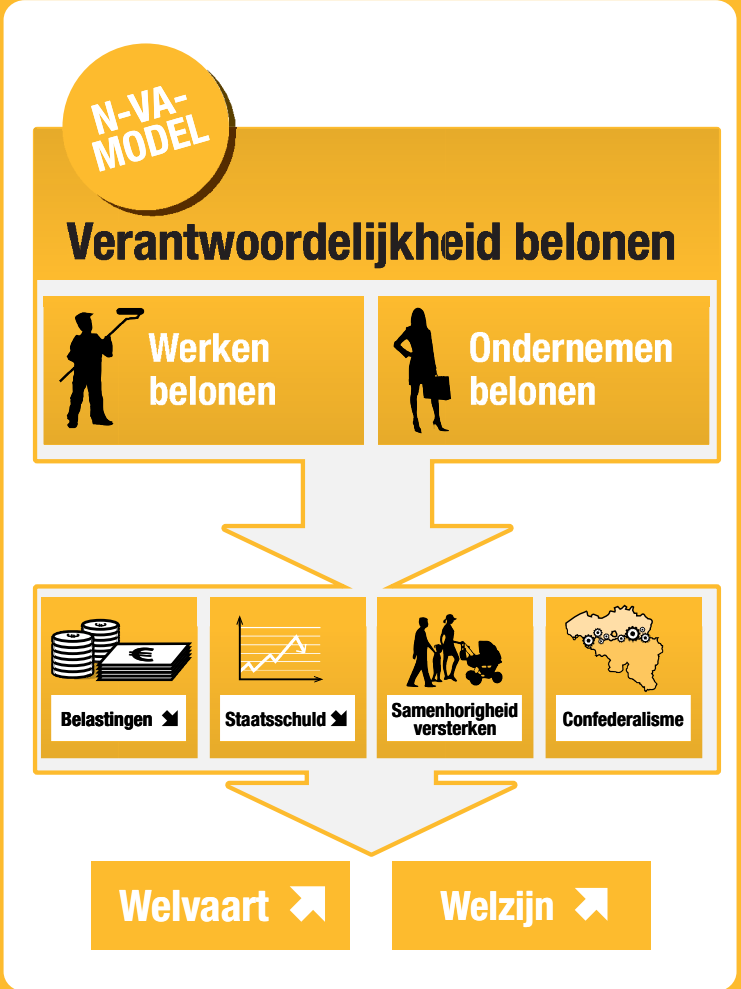 N-VA-
MODEL
Verantwoordelijkheid belonen
Werken
belonen
Ondernemen
belonen
€
Belastingen
Staatsschuld
Samenhorigheid
versterken
Confederalisme
Welvaart
Welzijn